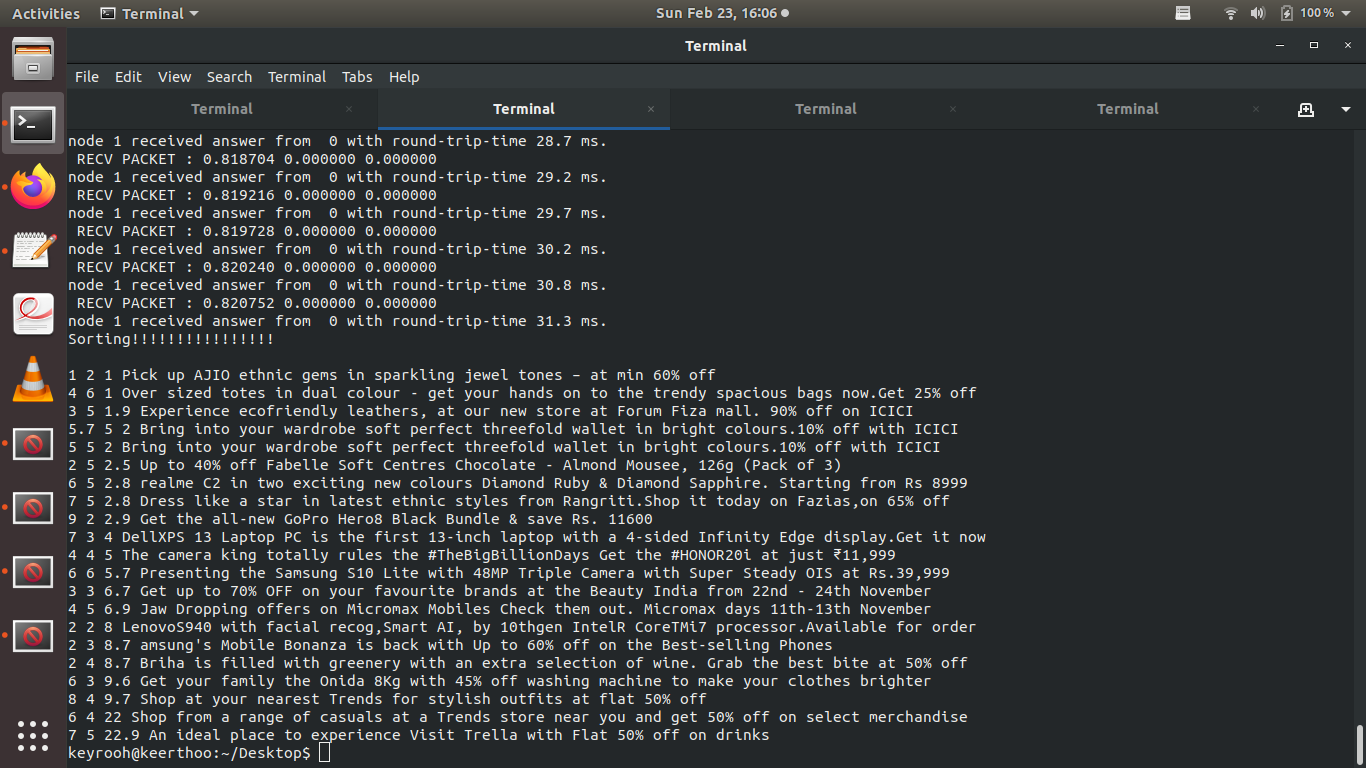 Activities Terminal Sun Feb 23, 16:06 100%
Terminal
File Edit View Search Terminal Tabs Help
Terminal Terminal Terminal Terminal
node 1 received answer from  0 with round-trip-time 28.7 ms.
 RECV PACKET : 0.818704 0.000000 0.000000
node 1 received answer from  0 with round-trip-time 29.2 ms.
 RECV PACKET : 0.819216 0.000000 0.000000
node 1 received answer from  0 with round-trip-time 29.7 ms.
 RECV PACKET : 0.819728 0.000000 0.000000
node 1 received answer from  0 with round-trip-time 30.2 ms.
 RECV PACKET : 0.820240 0.000000 0.000000
node 1 received answer from  0 with round-trip-time 30.8 ms.
 RECV PACKET : 0.820752 0.000000 0.000000
node 1 received answer from  0 with round-trip-time 31.3 ms.
Sorting!!!!!!!!!!!!!!!!
1 2 1 Pick up AJIO ethnic gems in sparkling jewel tones – at min 60% off
4 6 1 Over sized totes in dual colour - get your hands on to the trendy spacious bags now.Get 25% off
3 5 1.9 Experience ecofriendly leathers, at our new store at Forum Fiza mall. 90% off on ICICI
5.7 5 2 Bring into your wardrobe soft perfect threefold wallet in bright colours.10% off with ICICI
5 5 2 Bring into your wardrobe soft perfect threefold wallet in bright colours.10% off with ICICI
2 5 2.5 Up to 40% off Fabelle Soft Centres Chocolate - Almond Mousee, 126g (Pack of 3)
6 5 2.8 realme C2 in two exciting new colours Diamond Ruby & Diamond Sapphire. Starting from Rs 8999
7 5 2.8 Dress like a star in latest ethnic styles from Rangriti.Shop it today on Fazias,on 65% off
9 2 2.9 Get the all-new GoPro Hero8 Black Bundle & save Rs. 11600
7 3 4 DellXPS 13 Laptop PC is the first 13-inch laptop with a 4-sided Infinity Edge display.Get it now
4 4 5 The camera king totally rules the #TheBigBillionDays Get the #HONOR20i at just ₹11,999
6 6 5.7 Presenting the Samsung S10 Lite with 48MP Triple Camera with Super Steady OIS at Rs.39,999
3 3 6.7 Get up to 70% OFF on your favourite brands at the Beauty India from 22nd - 24th November
4 5 6.9 Jaw Dropping offers on Micromax Mobiles Check them out. Micromax days 11th-13th November
2 2 8 LenovoS940 with facial recog,Smart AI, by 10thgen IntelR CoreTMi7 processor.Available for order
2 3 8.7 amsung's Mobile Bonanza is back with Up to 60% off on the Best-selling Phones
2 4 8.7 Briha is filled with greenery with an extra selection of wine. Grab the best bite at 50% off
6 3 9.6 Get your family the Onida 8Kg with 45% off washing machine to make your clothes brighter
8 4 9.7 Shop at your nearest Trends for stylish outfits at flat 50% off
6 4 22 Shop from a range of casuals at a Trends store near you and get 50% off on select merchandise
7 5 22.9 An ideal place to experience Visit Trella with Flat 50% off on drinks
keyrooh@keerthoo:~/Desktop$